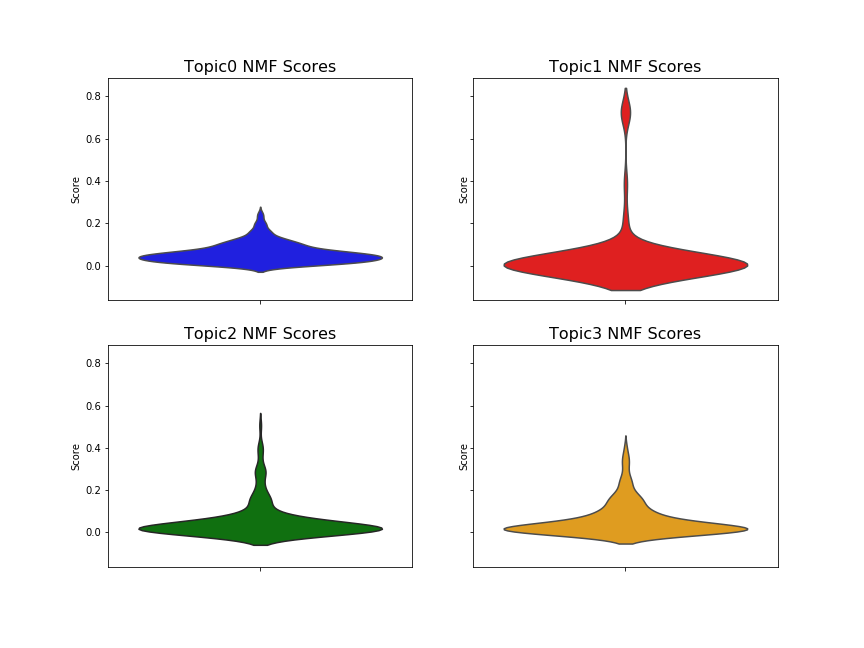 Topic0 NMF Scores
Topic1 NMF Scores
0.8
0.6
0.4
0.2
0.0
Score
Score
Topic2 NMF Scores
Topic3 NMF Scores
0.8
0.6
0.4
0.2
0.0
Score
Score